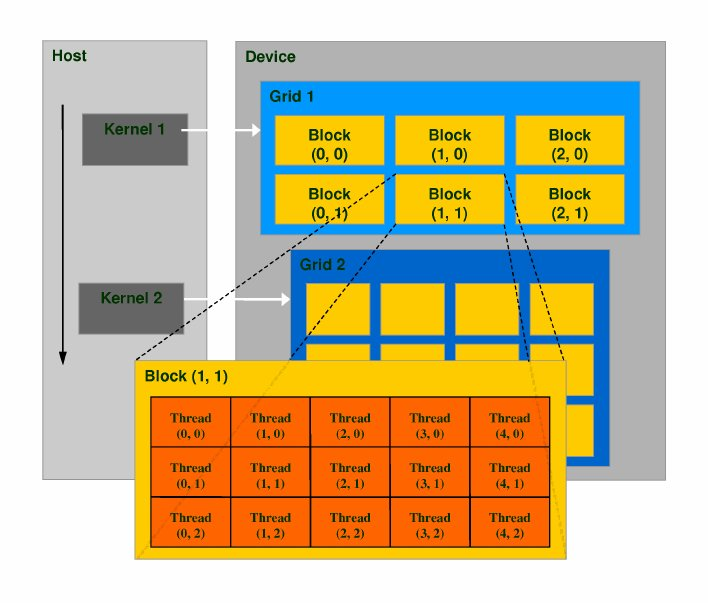 Host
Device
Grid 1
Kernel 1
Block
(0, 0)
Block
(1, 0)
Block
(2, 0)
Block
(0, 1)
Block
(1, 1)
Block
(2, 1)
Grid 2
Kernel 2
Block (1, 1)
Thread
(0, 0)
Thread
(1, 0)
Thread
(2, 0)
Thread
(3, 0)
Thread
(4, 0)
Thread
(0, 1)
Thread
(1, 1)
Thread
(2, 1)
Thread
(3, 1)
Thread
(4, 1)
Thread
(0, 2)
Thread
(1, 2)
Thread
(2, 2)
Thread
(3, 2)
Thread
(4, 2)